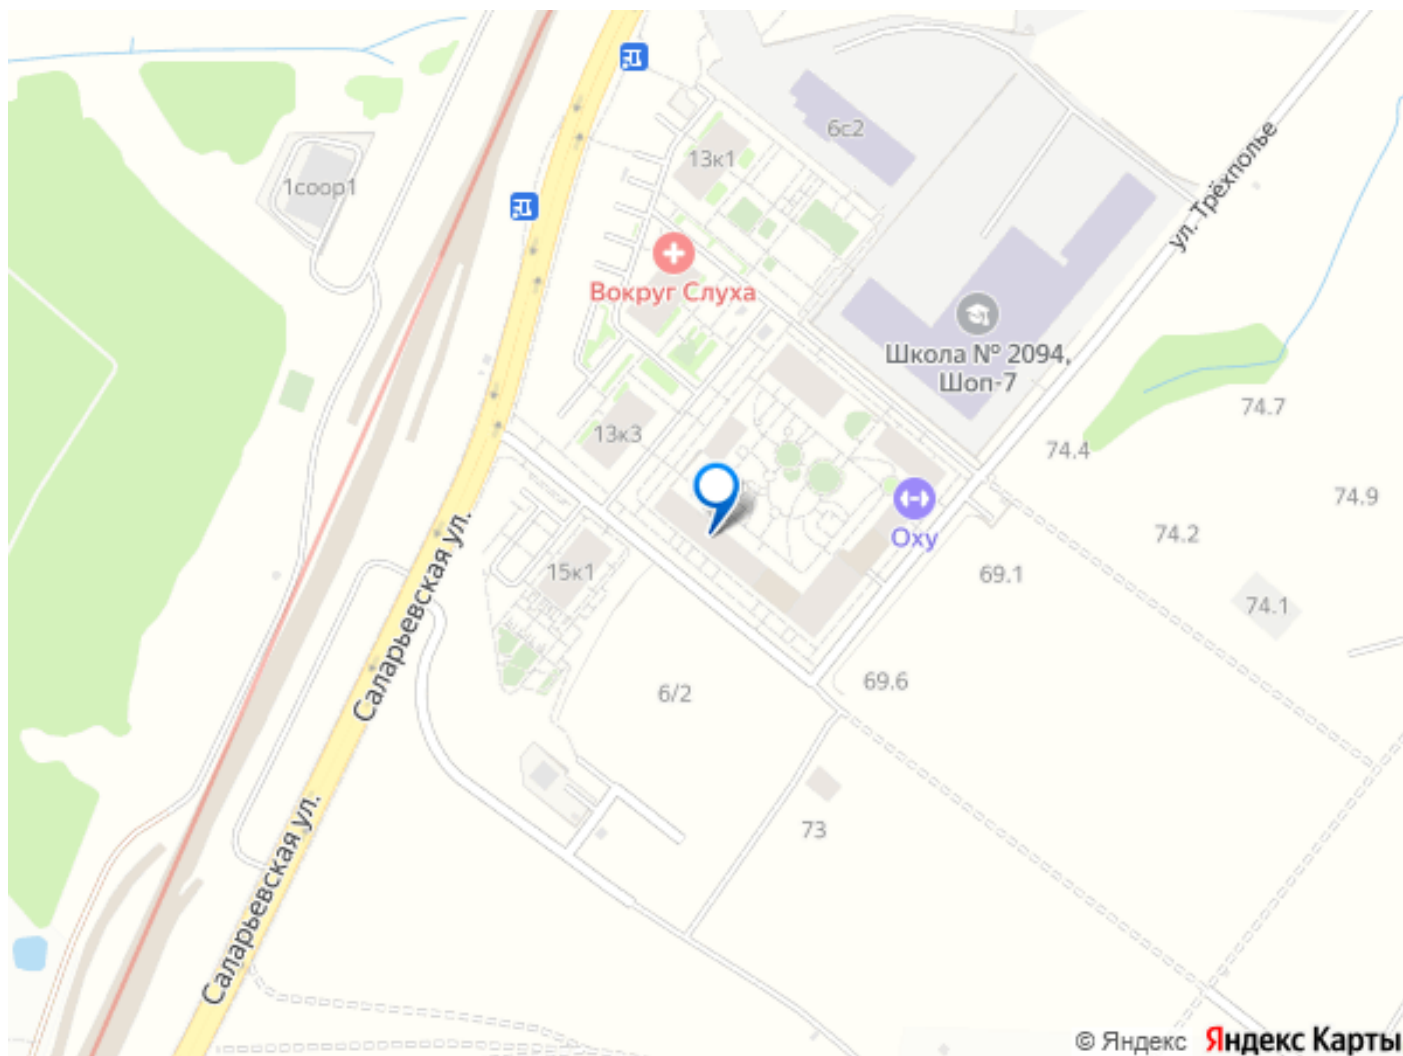 6с2
13к1
1соор1
ул. Трёхполье
Вокруг Слуха
Школа № 2094,
Шоп-7
74.7
13к3
74.4
74.9
Оху
74.2
15к1
69.1
74.1
Саларьевская ул.
69.6
6/2
73
Саларьевская ул.
© Яндекс Яндекс Карты